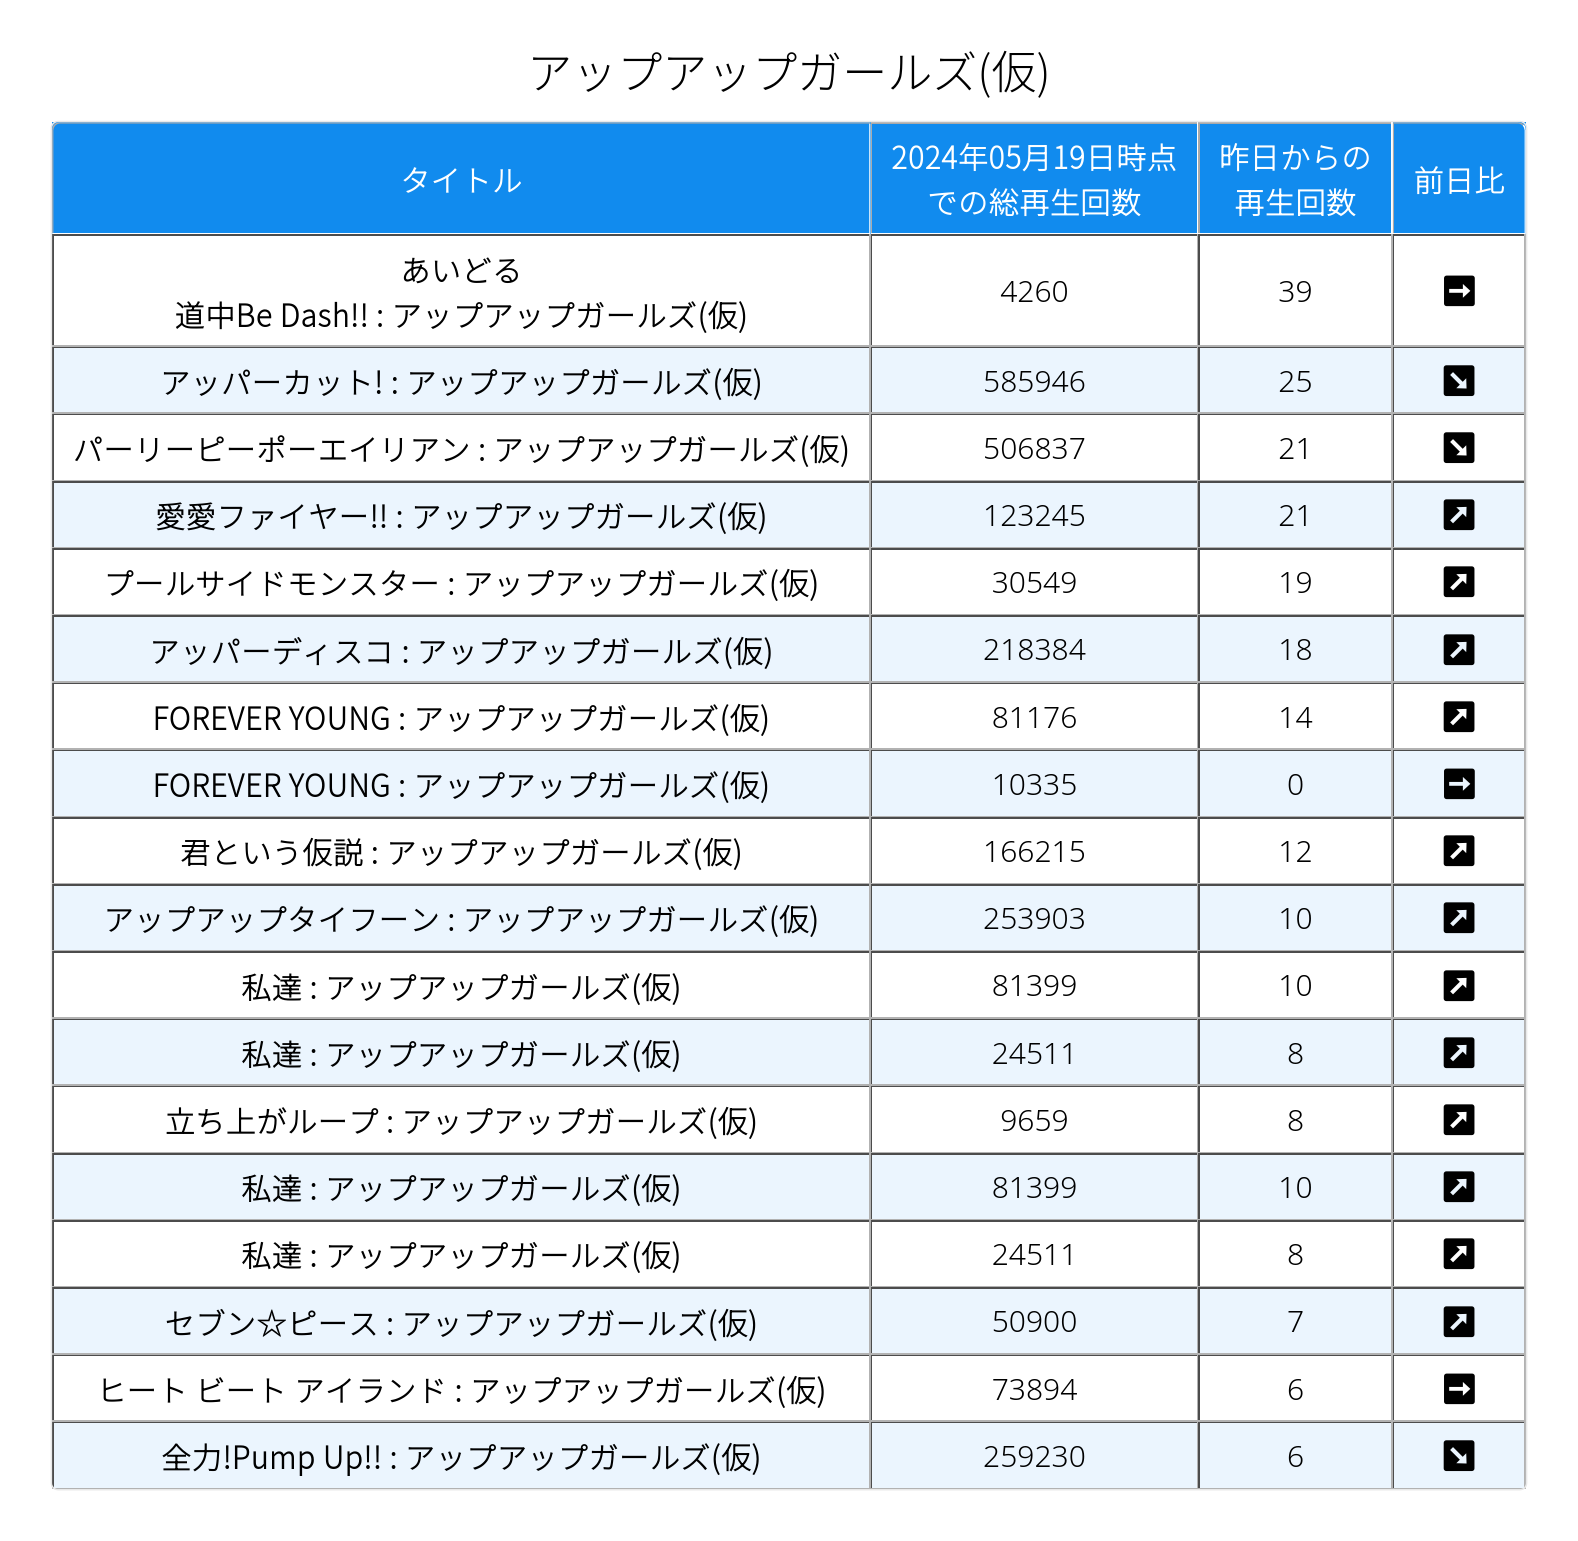 アップアップガールズ(仮)
タイトル
2024年05月19日時点
での総再生回数
昨日からの
再生回数
前日比
あいどる
道中Be Dash!! : アップアップガールズ(仮) 4260 39 ➡
アッパーカット! : アップアップガールズ(仮) 585946 25 ↘
パーリーピーポーエイリアン : アップアップガールズ(仮) 506837 21 ↘
愛愛ファイヤー!! : アップアップガールズ(仮) 123245 21 ↗
プールサイドモンスター : アップアップガールズ(仮) 30549 19 ↗
アッパーディスコ : アップアップガールズ(仮) 218384 18 ↗
FOREVER YOUNG : アップアップガールズ(仮) 81176 14 ↗
FOREVER YOUNG : アップアップガールズ(仮) 10335 0 ➡
君という仮説 : アップアップガールズ(仮) 166215 12 ↗
アップアップタイフーン : アップアップガールズ(仮) 253903 10 ↗
私達 : アップアップガールズ(仮) 81399 10 ↗
私達 : アップアップガールズ(仮) 24511 8 ↗
立ち上がループ : アップアップガールズ(仮) 9659 8 ↗
私達 : アップアップガールズ(仮) 81399 10 ↗
私達 : アップアップガールズ(仮) 24511 8 ↗
セブン☆ピース : アップアップガールズ(仮) 50900 7 ↗
ヒート ビート アイランド : アップアップガールズ(仮) 73894 6 ➡
全力!Pump Up!! : アップアップガールズ(仮) 259230 6 ↘